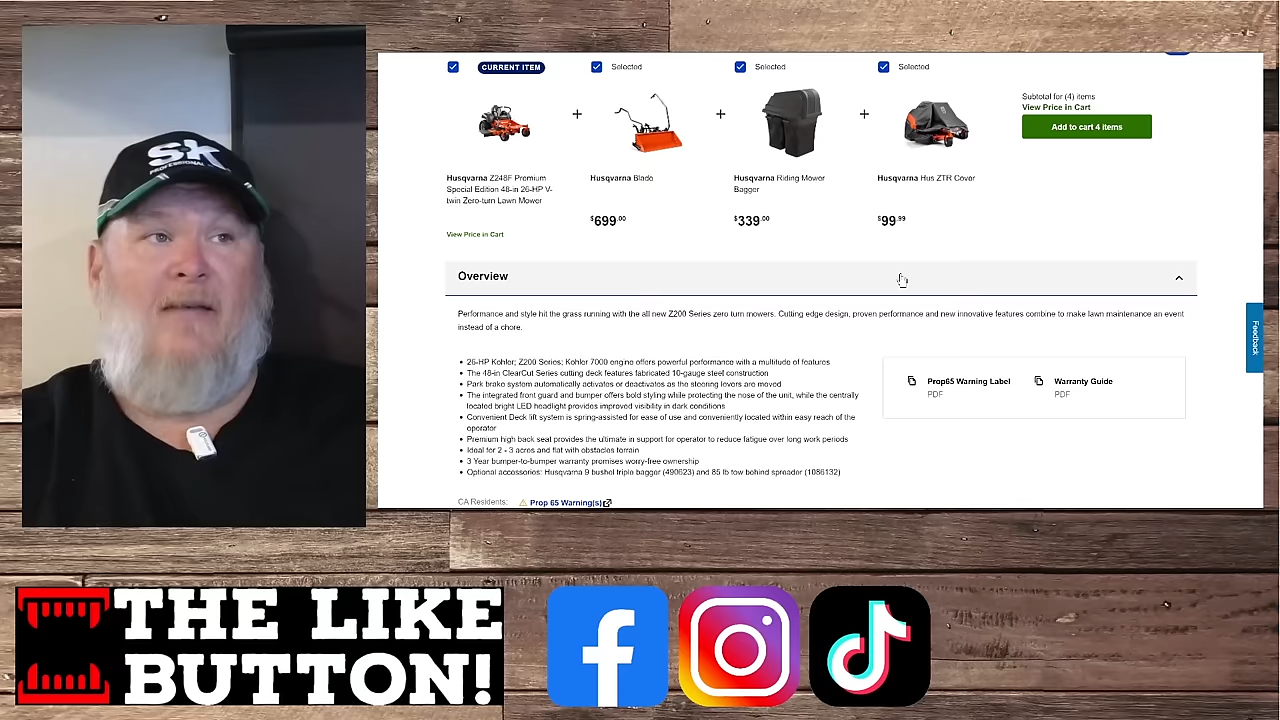 SK
PROFESSIONAL
CURRENT ITEM
Selected
Selected
Selected
Subtotal for (4) items
View Price in Cart
Add to cart 4 items
+
+
+
Husqvarna Z248F Premium
Special Edition 48-in 26-HP V-
twin Zero-turn Lawn Mower
View Price in Cart
Husqvarna Blade
$699.00
Husqvarna Riding Mower
Bagger
$339.00
Husqvarna Hus ZTR Cover
$99.99
Overview
Performance and style hit the grass running with the all new Z200 Series zero turn mowers. Cutting edge design, proven performance and new innovative features combine to make lawn maintenance an event
instead of a chore.
• 26-HP Kohler; Z200 Series; Kohler 7000 engine offers powerful performance with a multitude of features
• The 48-in ClearCut Series cutting deck features fabricated 10-gauge steel construction
• Park brake system automatically activates or deactivates as the steering levers are moved
• The integrated front guard and bumper offers bold styling while protecting the nose of the unit, while the centrally
located bright LED headlight provides improved visibility in dark conditions
• Convenient Deck lift system is spring-assisted for ease of use and conveniently located within easy reach of the
operator
• Premium high back seat provides the ultimate in support for operator to reduce fatigue over long work periods
• Ideal for 2 - 3 acres and flat with obstacles terrain
• 3 Year bumper-to-bumper warranty promises worry-free ownership
• Optional accessories: Husqvarna 9 bushel triple bagger (490623) and 85 lb tow behind spreader (1086132)
Prop65 Warning Label
PDF
Warranty Guide
PDF
CA Residents: ⚠ Prop 65 Warning(s)
Feedback
THE LIKE
BUTTON!